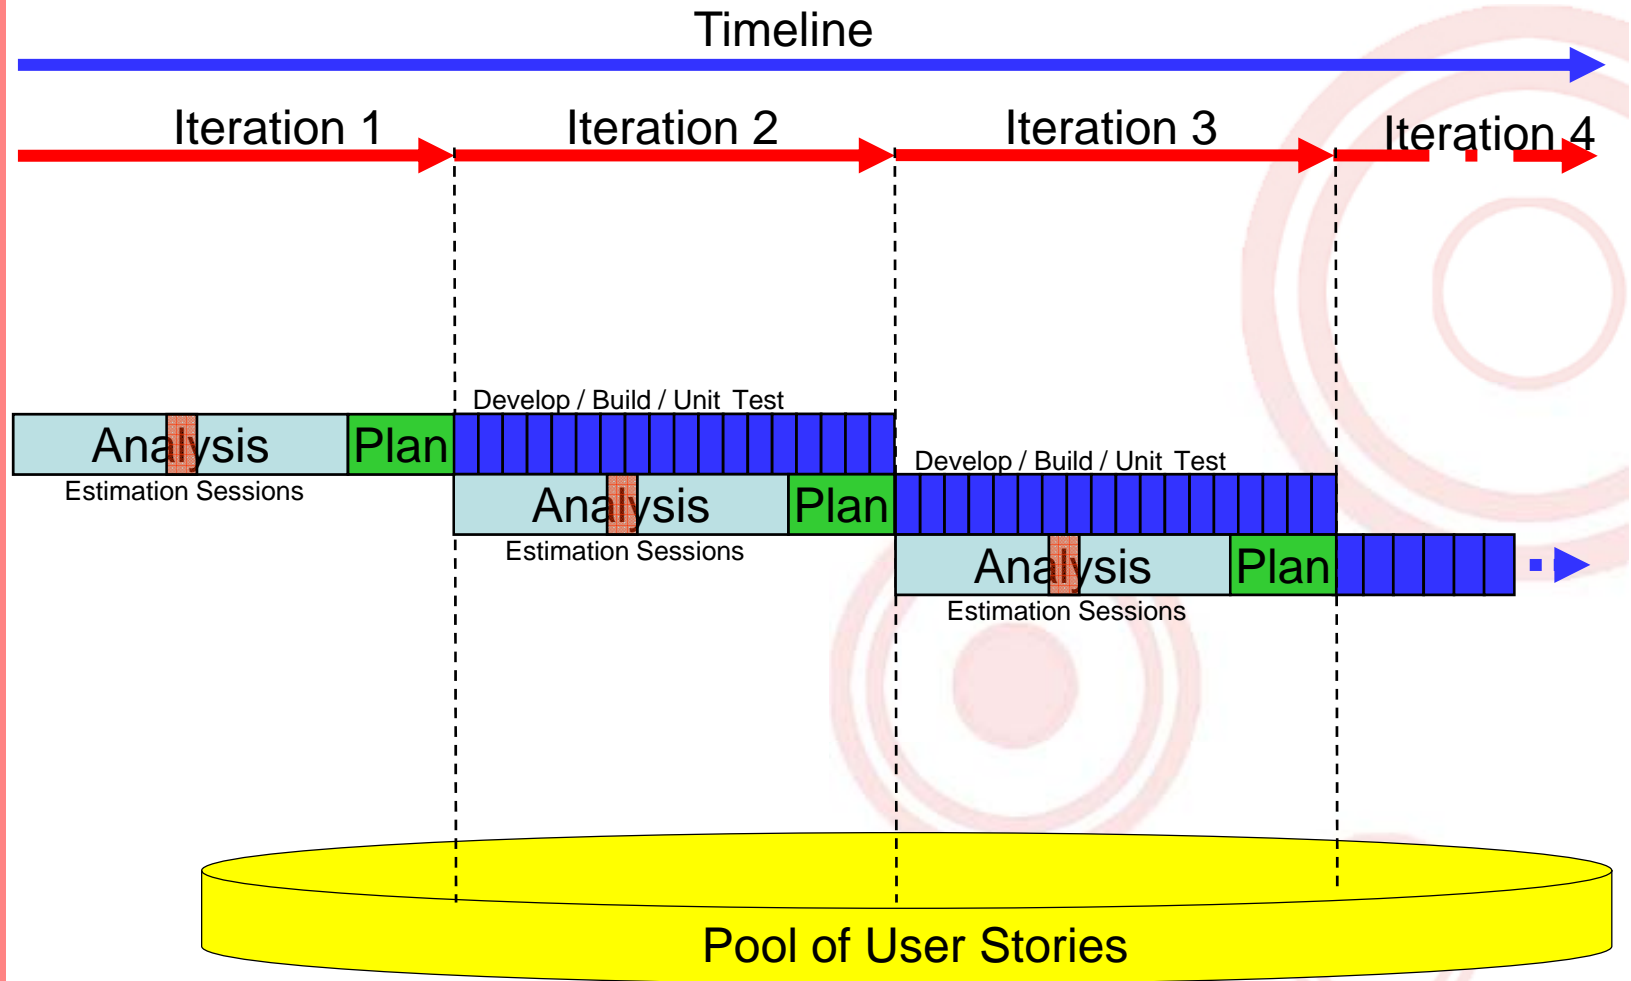 Timeline
Iteration 1
Iteration 2
Iteration 3
Iteration 4
Develop / Build / Unit Test
Analysis
Plan
Estimation Sessions
Develop / Build / Unit Test
Analysis
Plan
Estimation Sessions
Analysis
Plan
Estimation Sessions
Pool of User Stories